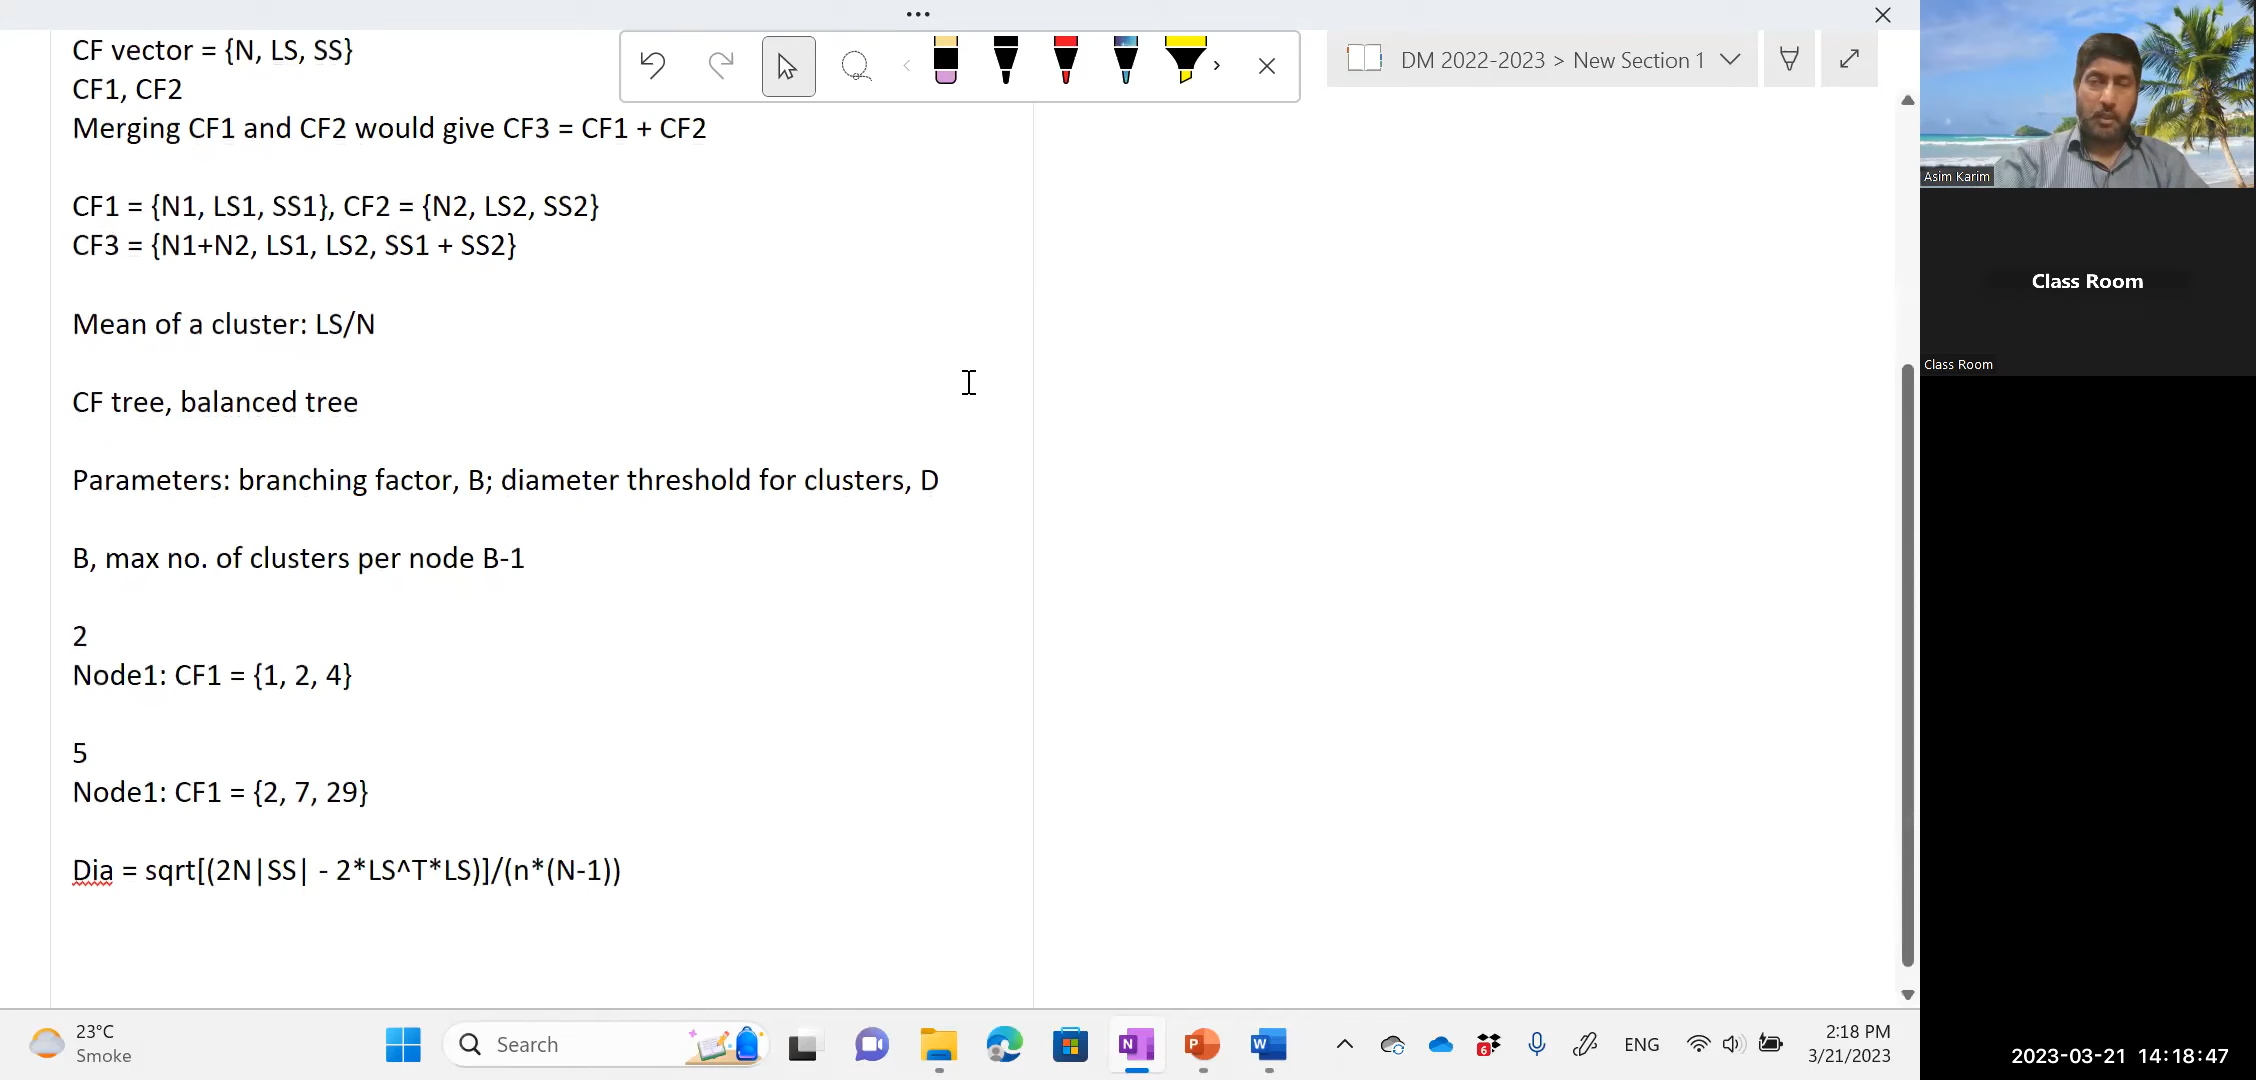 CF vector = {N, LS, SS}
CF1, CF2
Merging CF1 and CF2 would give CF3 = CF1 + CF2
CF1 = {N1, LS1, SS1}, CF2 = {N2, LS2, SS2}
CF3 = {N1+N2, LS1, LS2, SS1 + SS2}
Mean of a cluster: LS/N
CF tree, balanced tree
Parameters: branching factor, B; diameter threshold for clusters, D
B, max no. of clusters per node B-1
2
Node1: CF1 = {1, 2, 4}
5
Node1: CF1 = {2, 7, 29}
Dia = sqrt[(2N|SS| - 2*LS^T*LS)]/(n*(N-1))
DM 2022-2023 > New Section 1
Asim Karim
Class Room
Class Room
23°C
Smoke
Search
N
P
W
6
ENG
2:18 PM
3/21/2023
2023-03-21 14:18:47